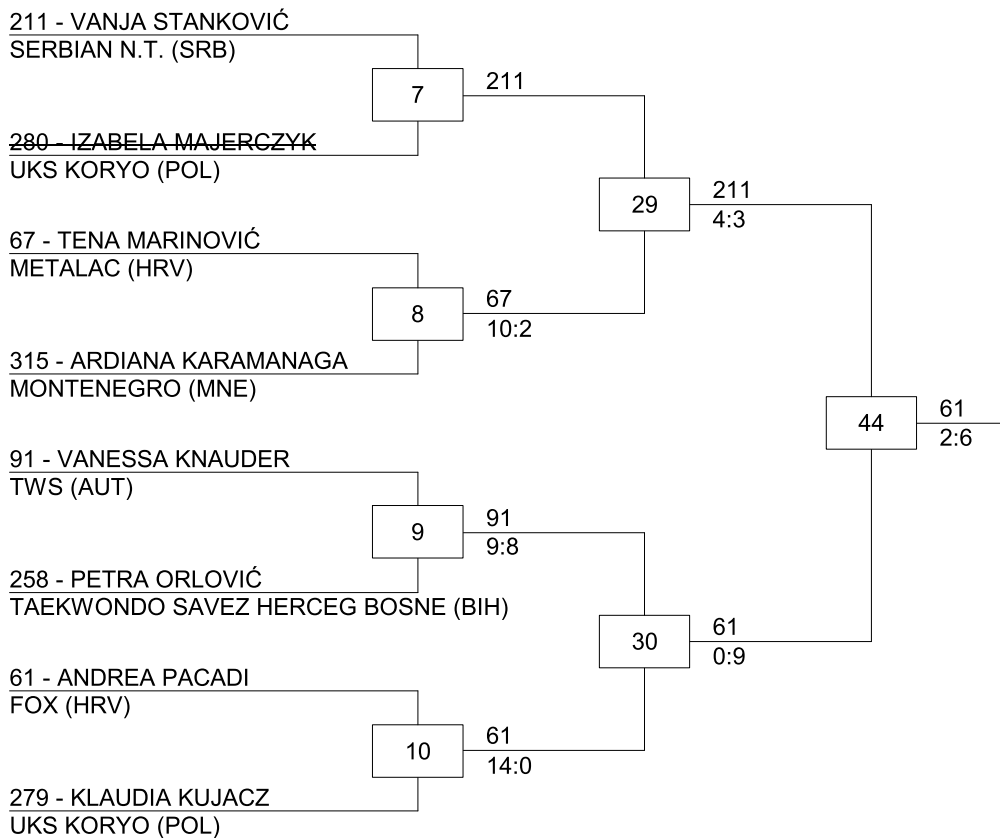 211 - VANJA STANKOVIĆ
SERBIAN N.T. (SRB)
7
211
280 - IZABELA MAJERCZYK
UKS KORYO (POL)
29
211
4:3
67 - TENA MARINOVIĆ
METALAC (HRV)
8
67
10:2
315 - ARDIANA KARAMANAGA
MONTENEGRO (MNE)
44
61
2:6
91 - VANESSA KNAUDER
TWS (AUT)
9
91
9:8
258 - PETRA ORLOVIĆ
TAEKWONDO SAVEZ HERCEG BOSNE (BIH)
30
61
0:9
61 - ANDREA PACADI
FOX (HRV)
10
61
14:0
279 - KLAUDIA KUJACZ
UKS KORYO (POL)